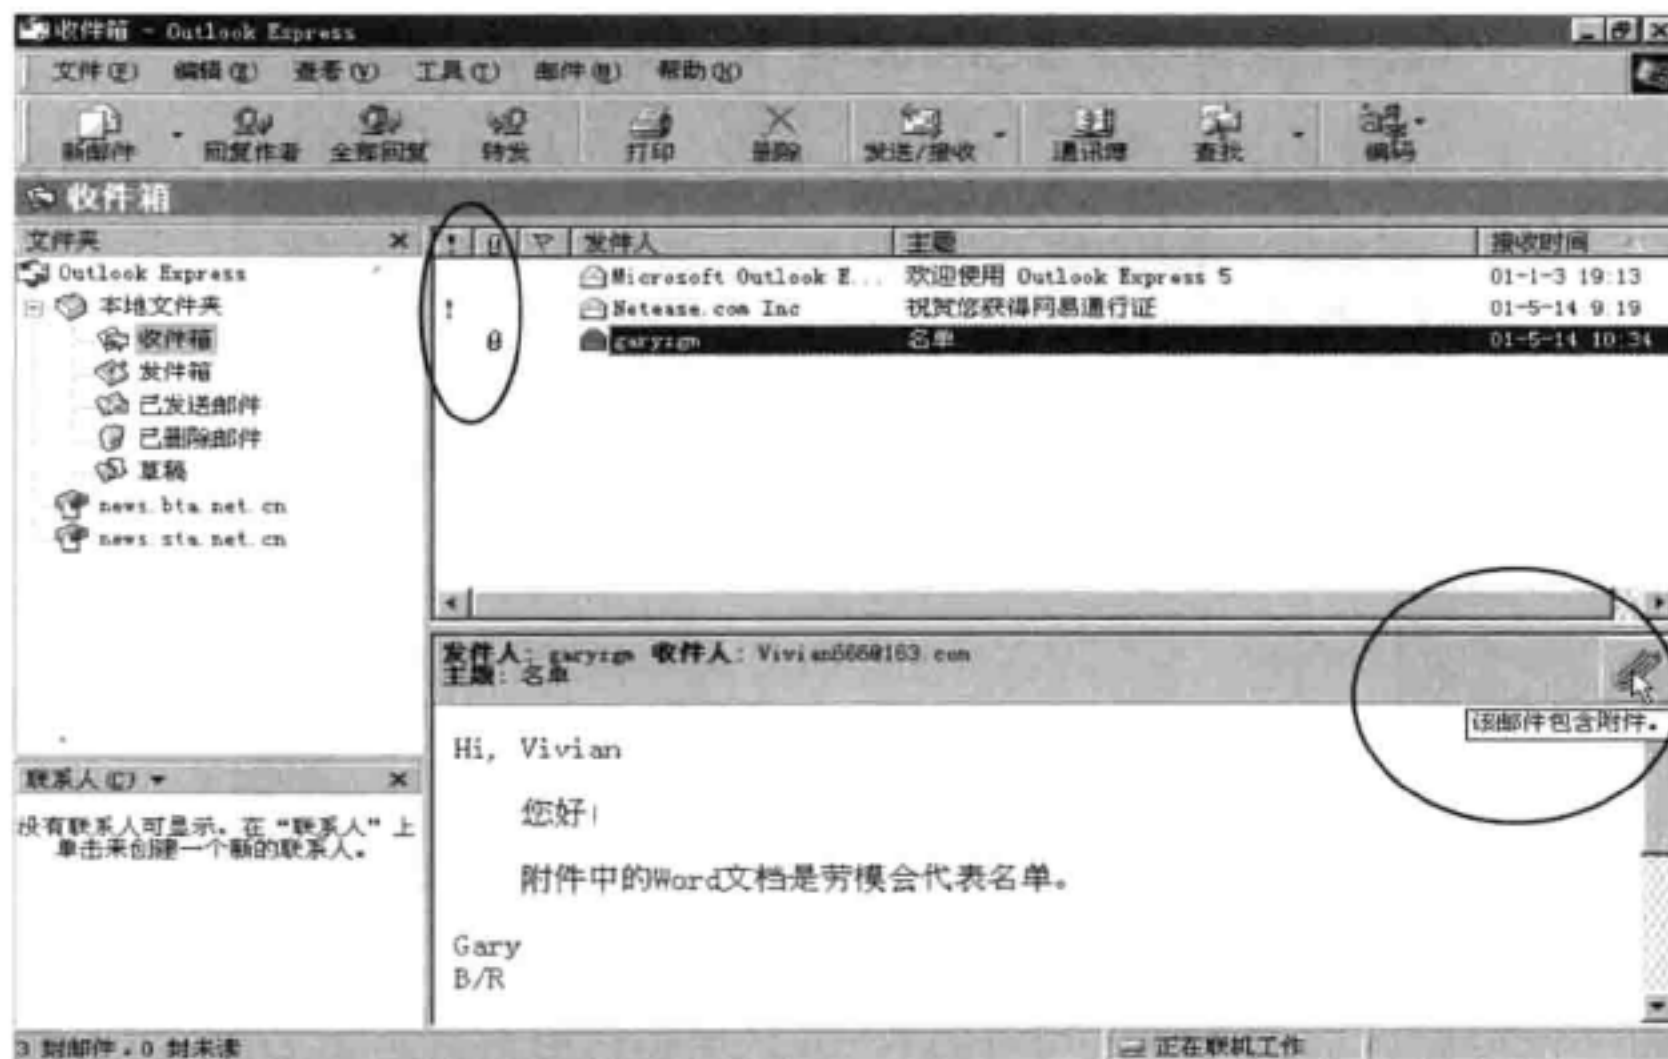 收件箱 - Outlook Express
文件(F) 编辑(E) 查看(V) 工具(T) 邮件(M) 帮助(H)
新邮件 回复作者 全部回复 转发 打印 删除 发送/接收 通讯簿 查找 编码
收件箱
文件夹
Outlook Express
本地文件夹
收件箱
发件箱
已发送邮件
已删除邮件
草稿
news.bta.net.cn
news.sta.net.cn
联系人(C)
没有联系人可显示。在“联系人”上
单击来创建一个新的联系人。
! 发件人 主题 接收时间
Microsoft Outlook E... 欢迎使用 Outlook Express 5 01-1-3 19:13
! Netease.com Inc 祝贺您获得网易通行证 01-5-14 9:19
garyzgm 名单 01-5-14 10:34
发件人: garyzgm 收件人: Vivian666@163.com
主题: 名单
该邮件包含附件。
Hi, Vivian
您好!
附件中的Word文档是劳模会代表名单。
Gary
B/R
3 封邮件,0 封未读 正在联机工作